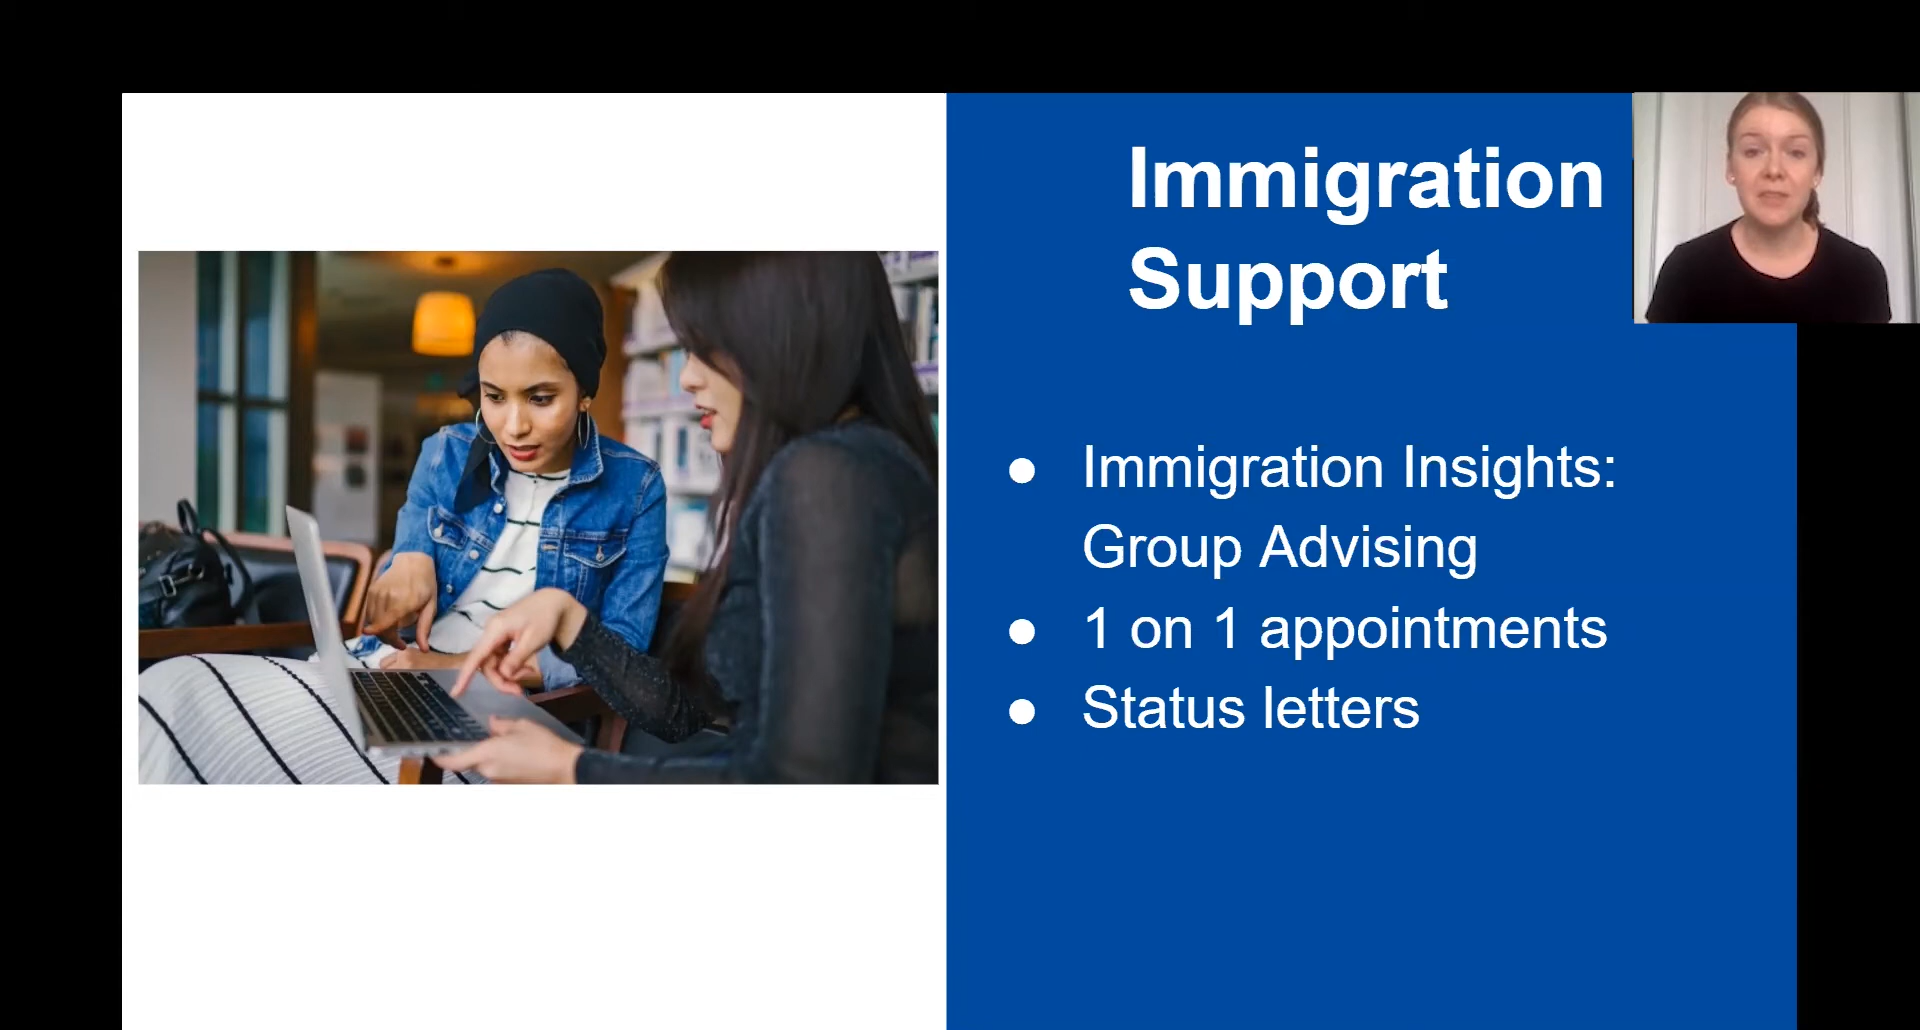 Immigration
Support
● Immigration Insights:
Group Advising
● 1 on 1 appointments
● Status letters